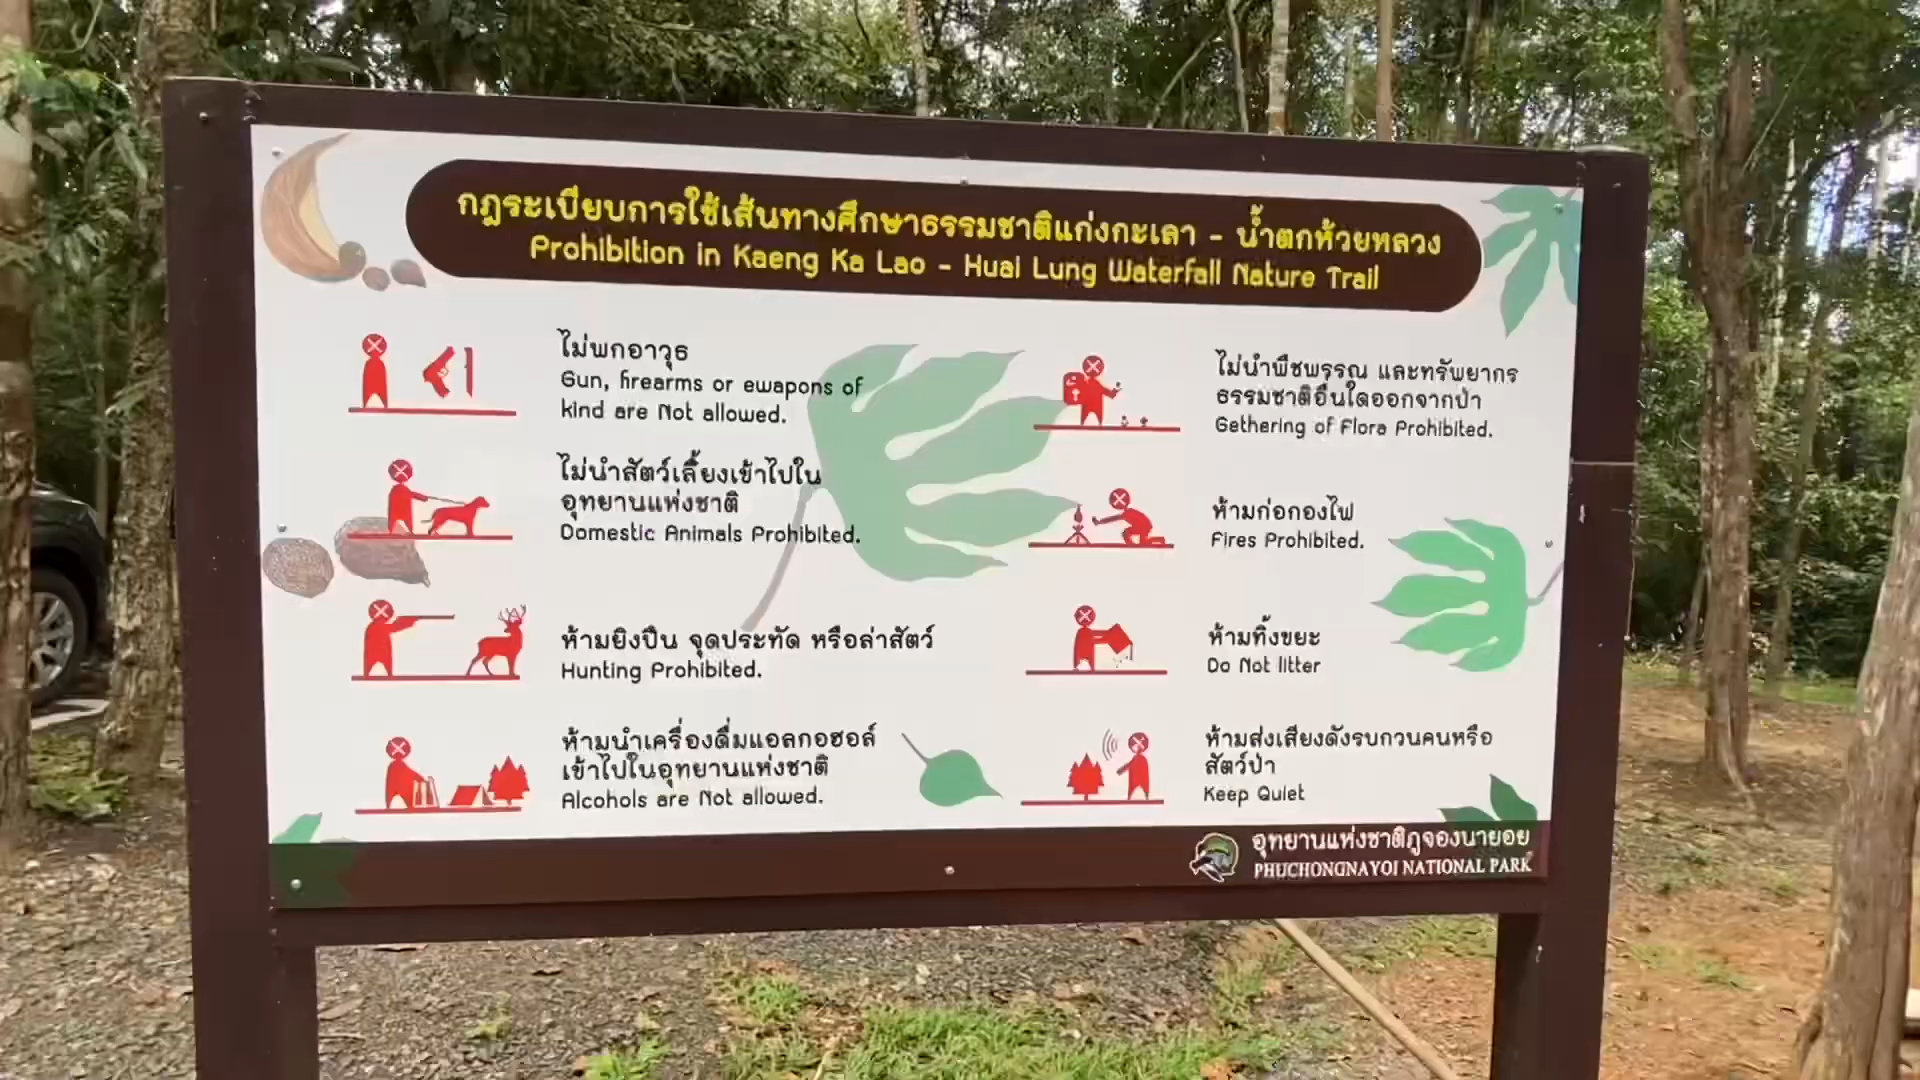 กฎระเบียบการใช้เส้นทางศึกษาธรรมชาติแก่งกะเลา - น้ำตกห้วยหลวง
Prohibition in Kaeng Ka Lao - Huai Lung Waterfall Nature Trail
ไม่พกอาวุธ
Gun, firearms or ewapons of
kind are Not allowed.
ไม่นำสัตว์เลี้ยงเข้าไปใน
อุทยานแห่งชาติ
Domestic Animals Prohibited.
ห้ามยิงปืน จุดประทัด หรือล่าสัตว์
Hunting Prohibited.
ห้ามนำเครื่องดื่มแอลกอฮอล์
เข้าไปในอุทยานแห่งชาติ
Alcohols are Not allowed.
ไม่นำพืชพรรณ และทรัพยากร
ธรรมชาติอื่นใดออกจากป่า
Gethering of Flora Prohibited.
ห้ามก่อกองไฟ
Fires Prohibited.
ห้ามทิ้งขยะ
Do Not litter
ห้ามส่งเสียงดังรบกวนคนหรือ
สัตว์ป่า
Keep Quiet
อุทยานแห่งชาติภูจองนายอย
PHUCHONGNAYOI NATIONAL PARK